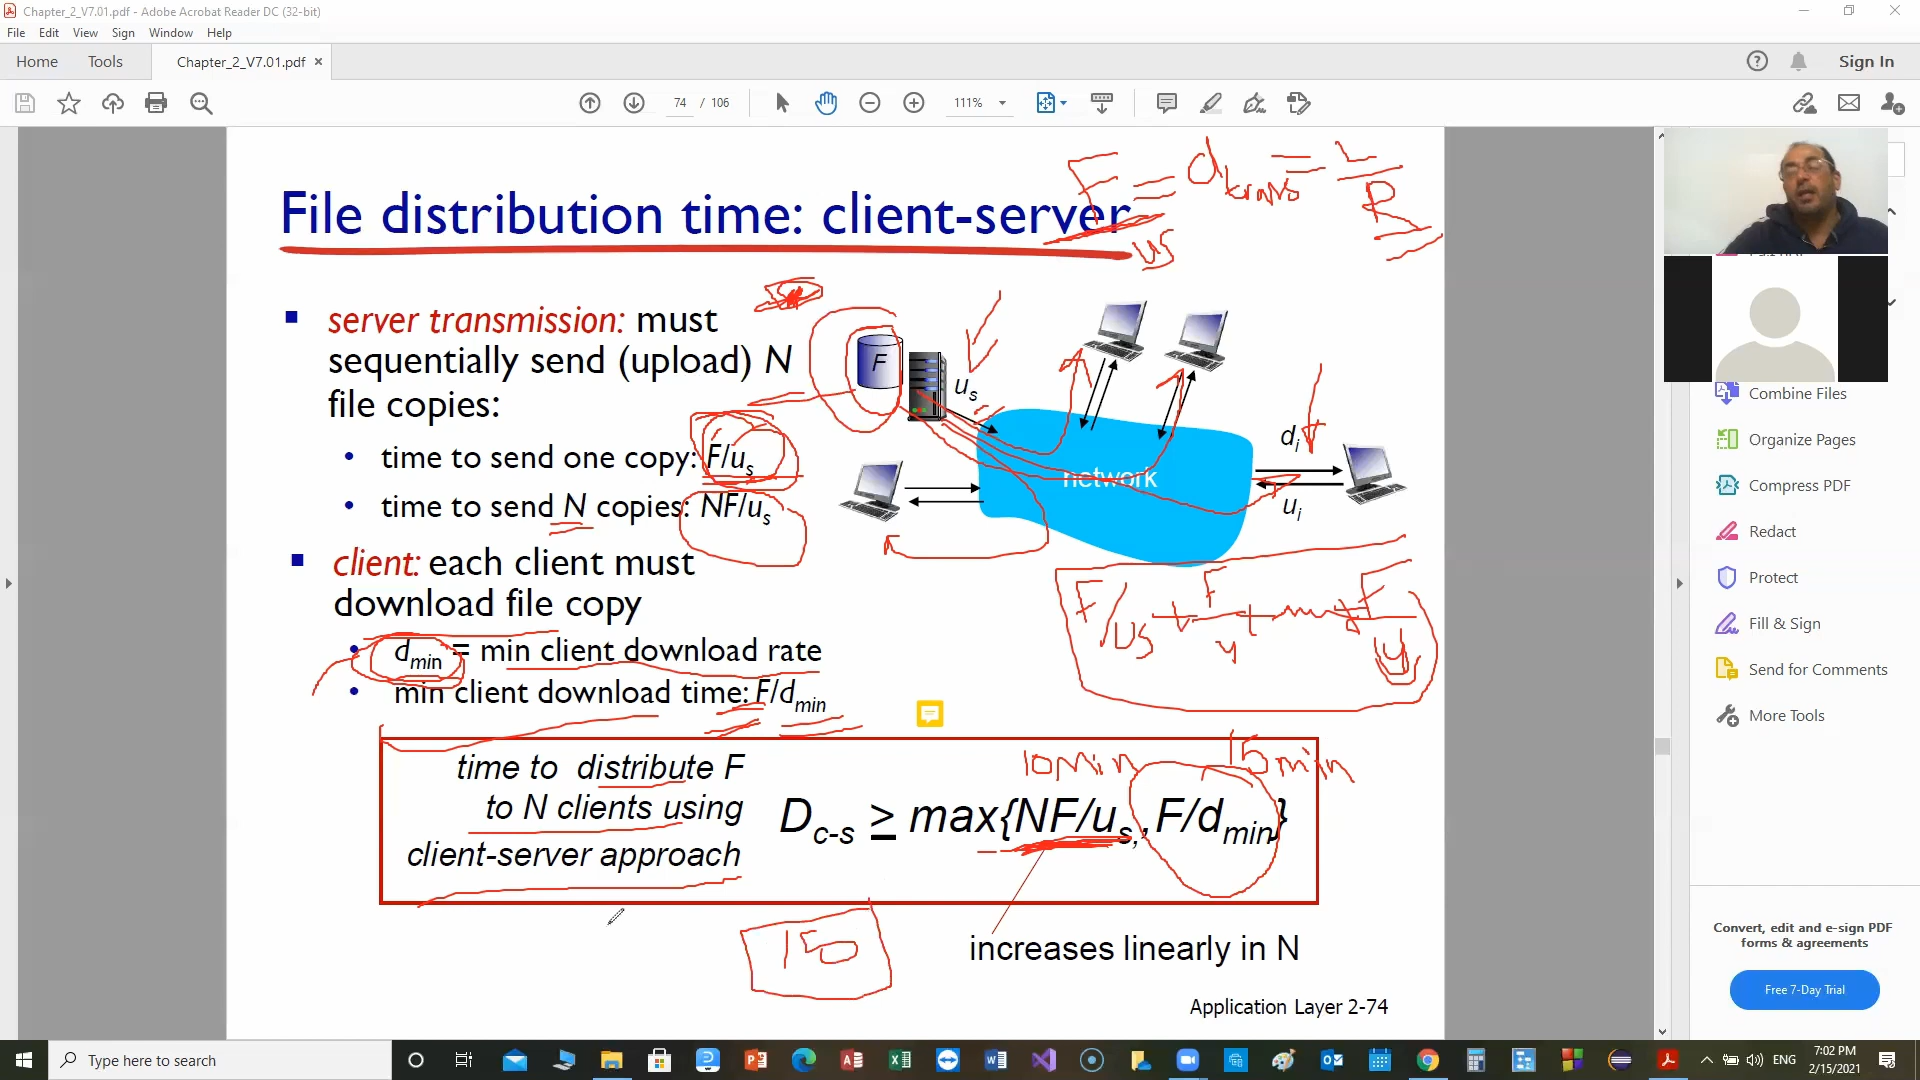 Chapter_2_V7.01.pdf - Adobe Acrobat Reader DC (32-bit)
File Edit View Sign Window Help
Home Tools Chapter_2_V7.01.pdf × Sign In
74 / 106 111%
F/us = dtrans = L/R
File distribution time: client-server
server transmission: must
sequentially send (upload) N
file copies:
time to send one copy: F/us
time to send N copies: NF/us
client: each client must
download file copy
dmin = min client download rate
min client download time: F/dmin
F
us
network
di
ui
F/us + F
10min 15min
time to distribute F
to N clients using
client-server approach
Dc-s ≥ max{NF/us, F/dmin}
15
increases linearly in N
Application Layer 2-74
Combine Files
Organize Pages
Compress PDF
Redact
Protect
Fill & Sign
Send for Comments
More Tools
Convert, edit and e-sign PDF
forms & agreements
Free 7-Day Trial
Type here to search
ENG
7:02 PM
2/15/2021